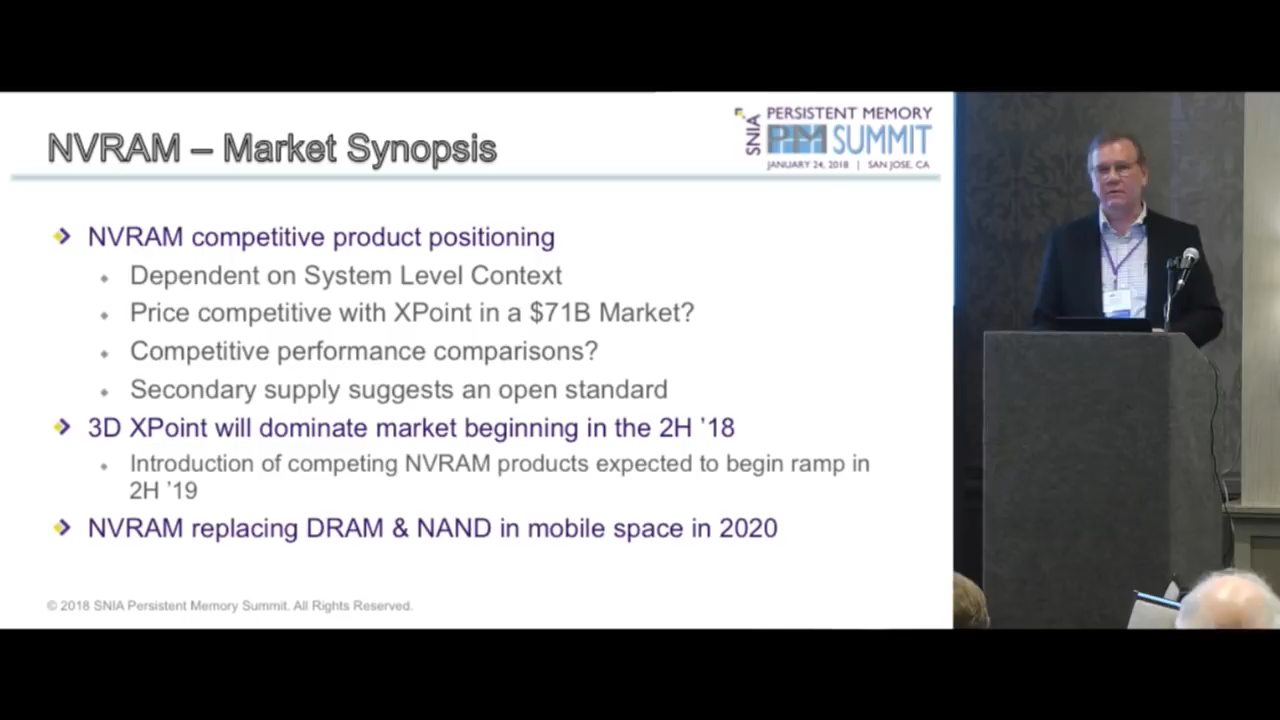 NVRAM – Market Synopsis
SNIA
PERSISTENT MEMORY
PM SUMMIT
JANUARY 24, 2018 | SAN JOSE, CA
NVRAM competitive product positioning
Dependent on System Level Context
Price competitive with XPoint in a $71B Market?
Competitive performance comparisons?
Secondary supply suggests an open standard
3D XPoint will dominate market beginning in the 2H ’18
Introduction of competing NVRAM products expected to begin ramp in
2H ’19
NVRAM replacing DRAM & NAND in mobile space in 2020
© 2018 SNIA Persistent Memory Summit. All Rights Reserved.